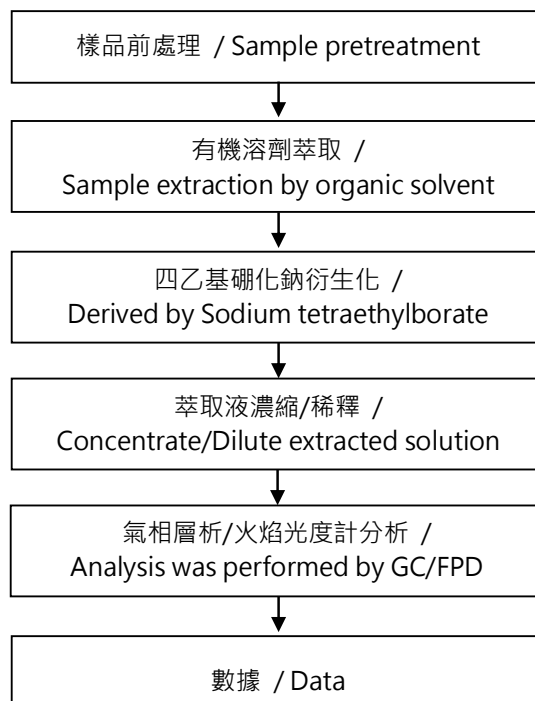 樣品前處理 / Sample pretreatment
有機溶劑萃取 /
Sample extraction by organic solvent
四乙基硼化鈉衍生化 /
Derived by Sodium tetraethylborate
萃取液濃縮/稀釋 /
Concentrate/Dilute extracted solution
氣相層析/火焰光度計分析 /
Analysis was performed by GC/FPD
數據 / Data